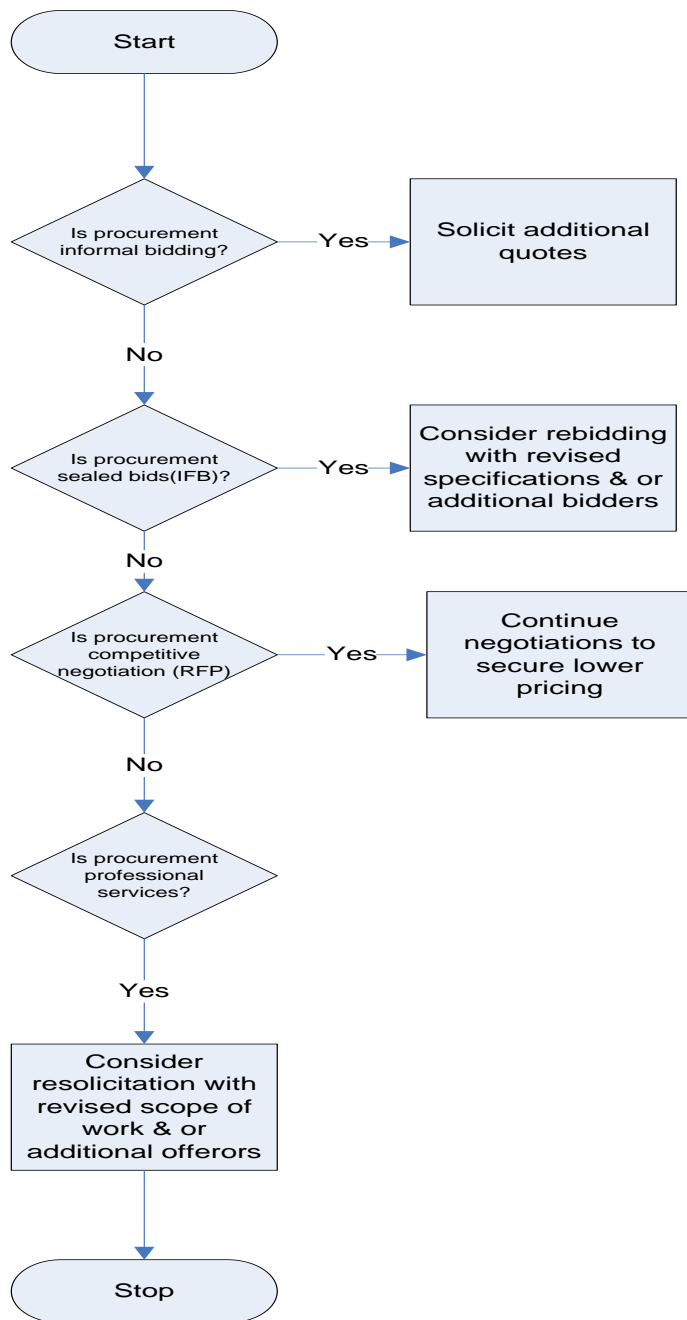 Start
Is procurement
informal bidding?
Yes
Solicit additional
quotes
No
Is procurement
sealed bids(IFB)?
Yes
Consider rebidding
with revised
specifications & or
additional bidders
No
Is procurement
competitive
negotiation (RFP)
Yes
Continue
negotiations to
secure lower
pricing
No
Is procurement
professional
services?
Yes
Consider
resolicitation with
revised scope of
work & or
additional offerors
Stop